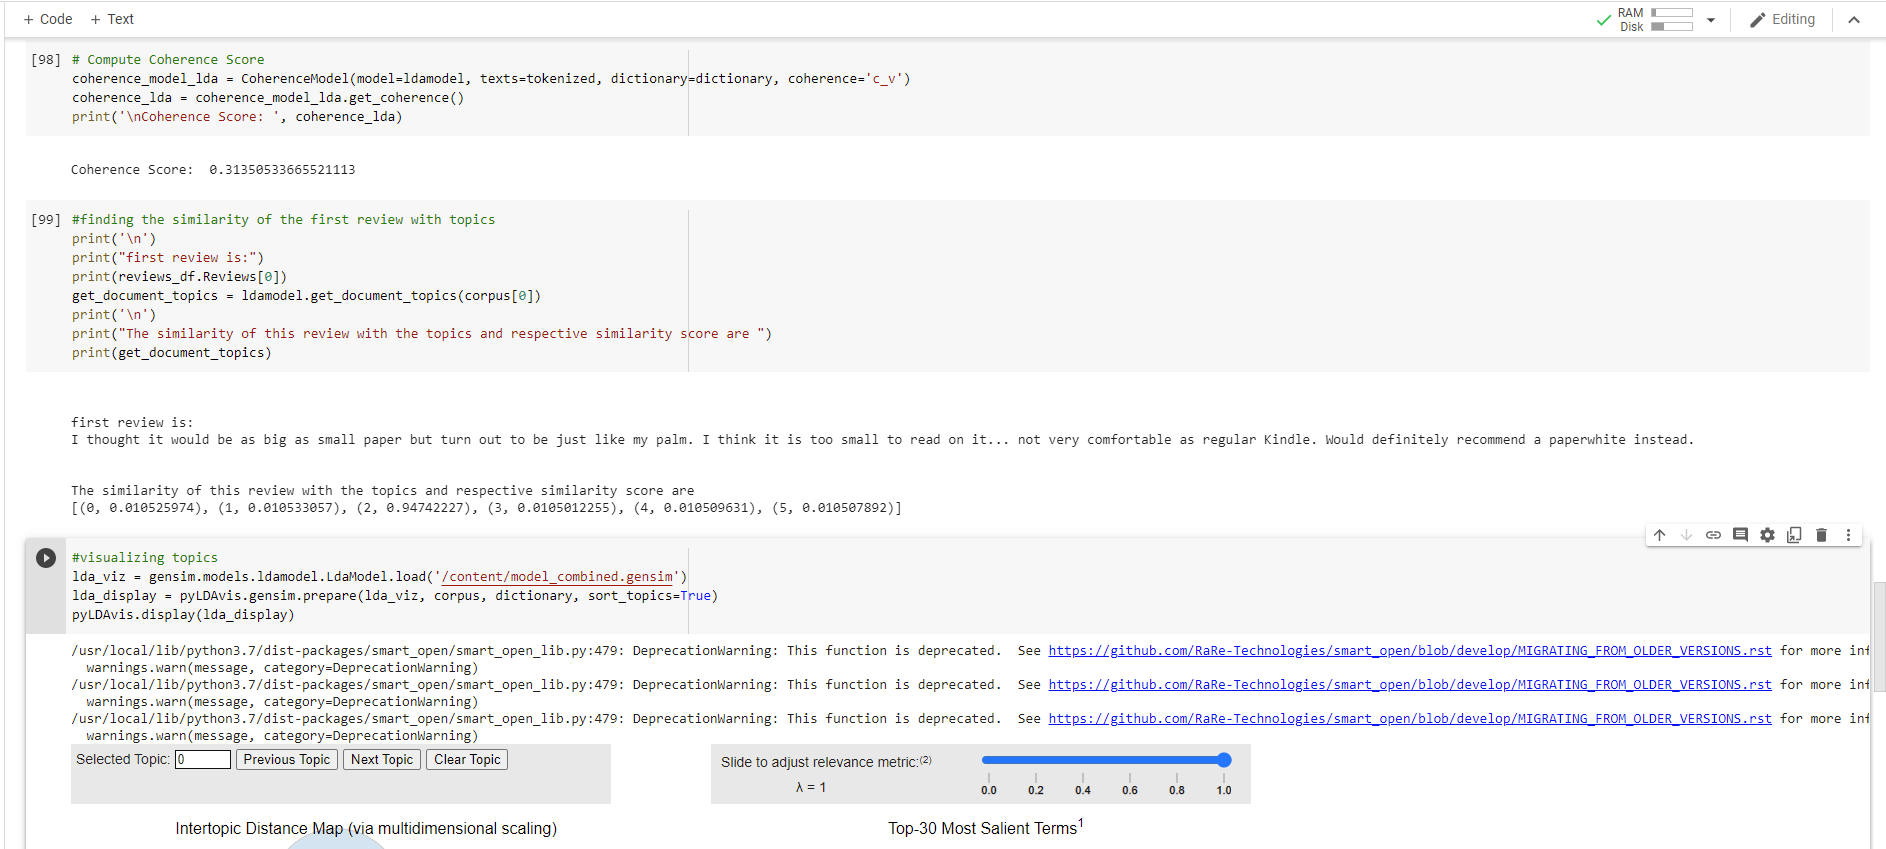 + Code + Text
RAM
Disk
Editing
[98] # Compute Coherence Score
coherence_model_lda = CoherenceModel(model=ldamodel, texts=tokenized, dictionary=dictionary, coherence='c_v')
coherence_lda = coherence_model_lda.get_coherence()
print('\nCoherence Score: ', coherence_lda)
Coherence Score:  0.31350533665521113
[99] #finding the similarity of the first review with topics
print('\n')
print("first review is:")
print(reviews_df.Reviews[0])
get_document_topics = ldamodel.get_document_topics(corpus[0])
print('\n')
print("The similarity of this review with the topics and respective similarity score are ")
print(get_document_topics)
first review is:
I thought it would be as big as small paper but turn out to be just like my palm. I think it is too small to read on it... not very comfortable as regular Kindle. Would definitely recommend a paperwhite instead.
The similarity of this review with the topics and respective similarity score are
[(0, 0.010525974), (1, 0.010533057), (2, 0.94742227), (3, 0.0105012255), (4, 0.010509631), (5, 0.010507892)]
#visualizing topics
lda_viz = gensim.models.ldamodel.LdaModel.load('/content/model_combined.gensim')
lda_display = pyLDAvis.gensim.prepare(lda_viz, corpus, dictionary, sort_topics=True)
pyLDAvis.display(lda_display)
/usr/local/lib/python3.7/dist-packages/smart_open/smart_open_lib.py:479: DeprecationWarning: This function is deprecated.  See https://github.com/RaRe-Technologies/smart_open/blob/develop/MIGRATING_FROM_OLDER_VERSIONS.rst for more inf
warnings.warn(message, category=DeprecationWarning)
/usr/local/lib/python3.7/dist-packages/smart_open/smart_open_lib.py:479: DeprecationWarning: This function is deprecated.  See https://github.com/RaRe-Technologies/smart_open/blob/develop/MIGRATING_FROM_OLDER_VERSIONS.rst for more inf
warnings.warn(message, category=DeprecationWarning)
/usr/local/lib/python3.7/dist-packages/smart_open/smart_open_lib.py:479: DeprecationWarning: This function is deprecated.  See https://github.com/RaRe-Technologies/smart_open/blob/develop/MIGRATING_FROM_OLDER_VERSIONS.rst for more inf
warnings.warn(message, category=DeprecationWarning)
Selected Topic: 0 Previous Topic Next Topic Clear Topic
Slide to adjust relevance metric:(2)
λ = 1
0.0 0.2 0.4 0.6 0.8 1.0
Intertopic Distance Map (via multidimensional scaling)
Top-30 Most Salient Terms1